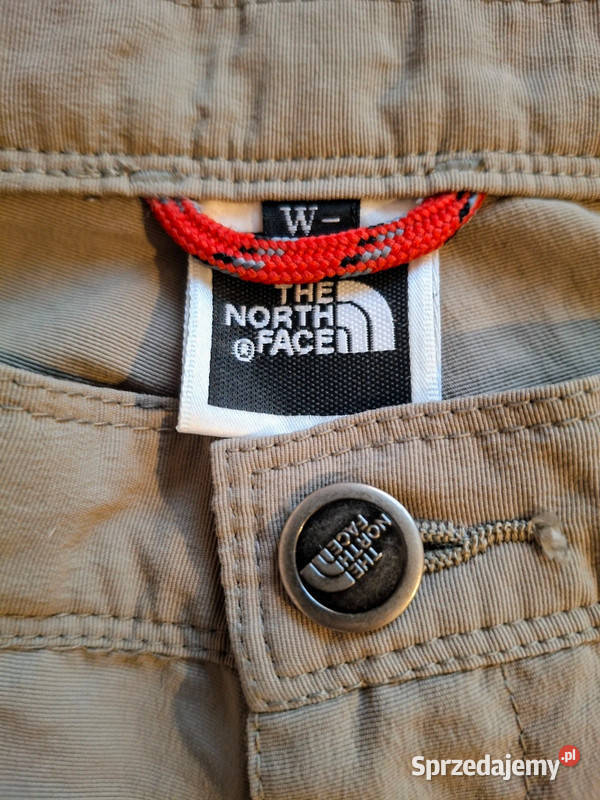 W-
THE
NORTH
®FACE
THE
NORTH
FACE
Sprzedajemy.pl